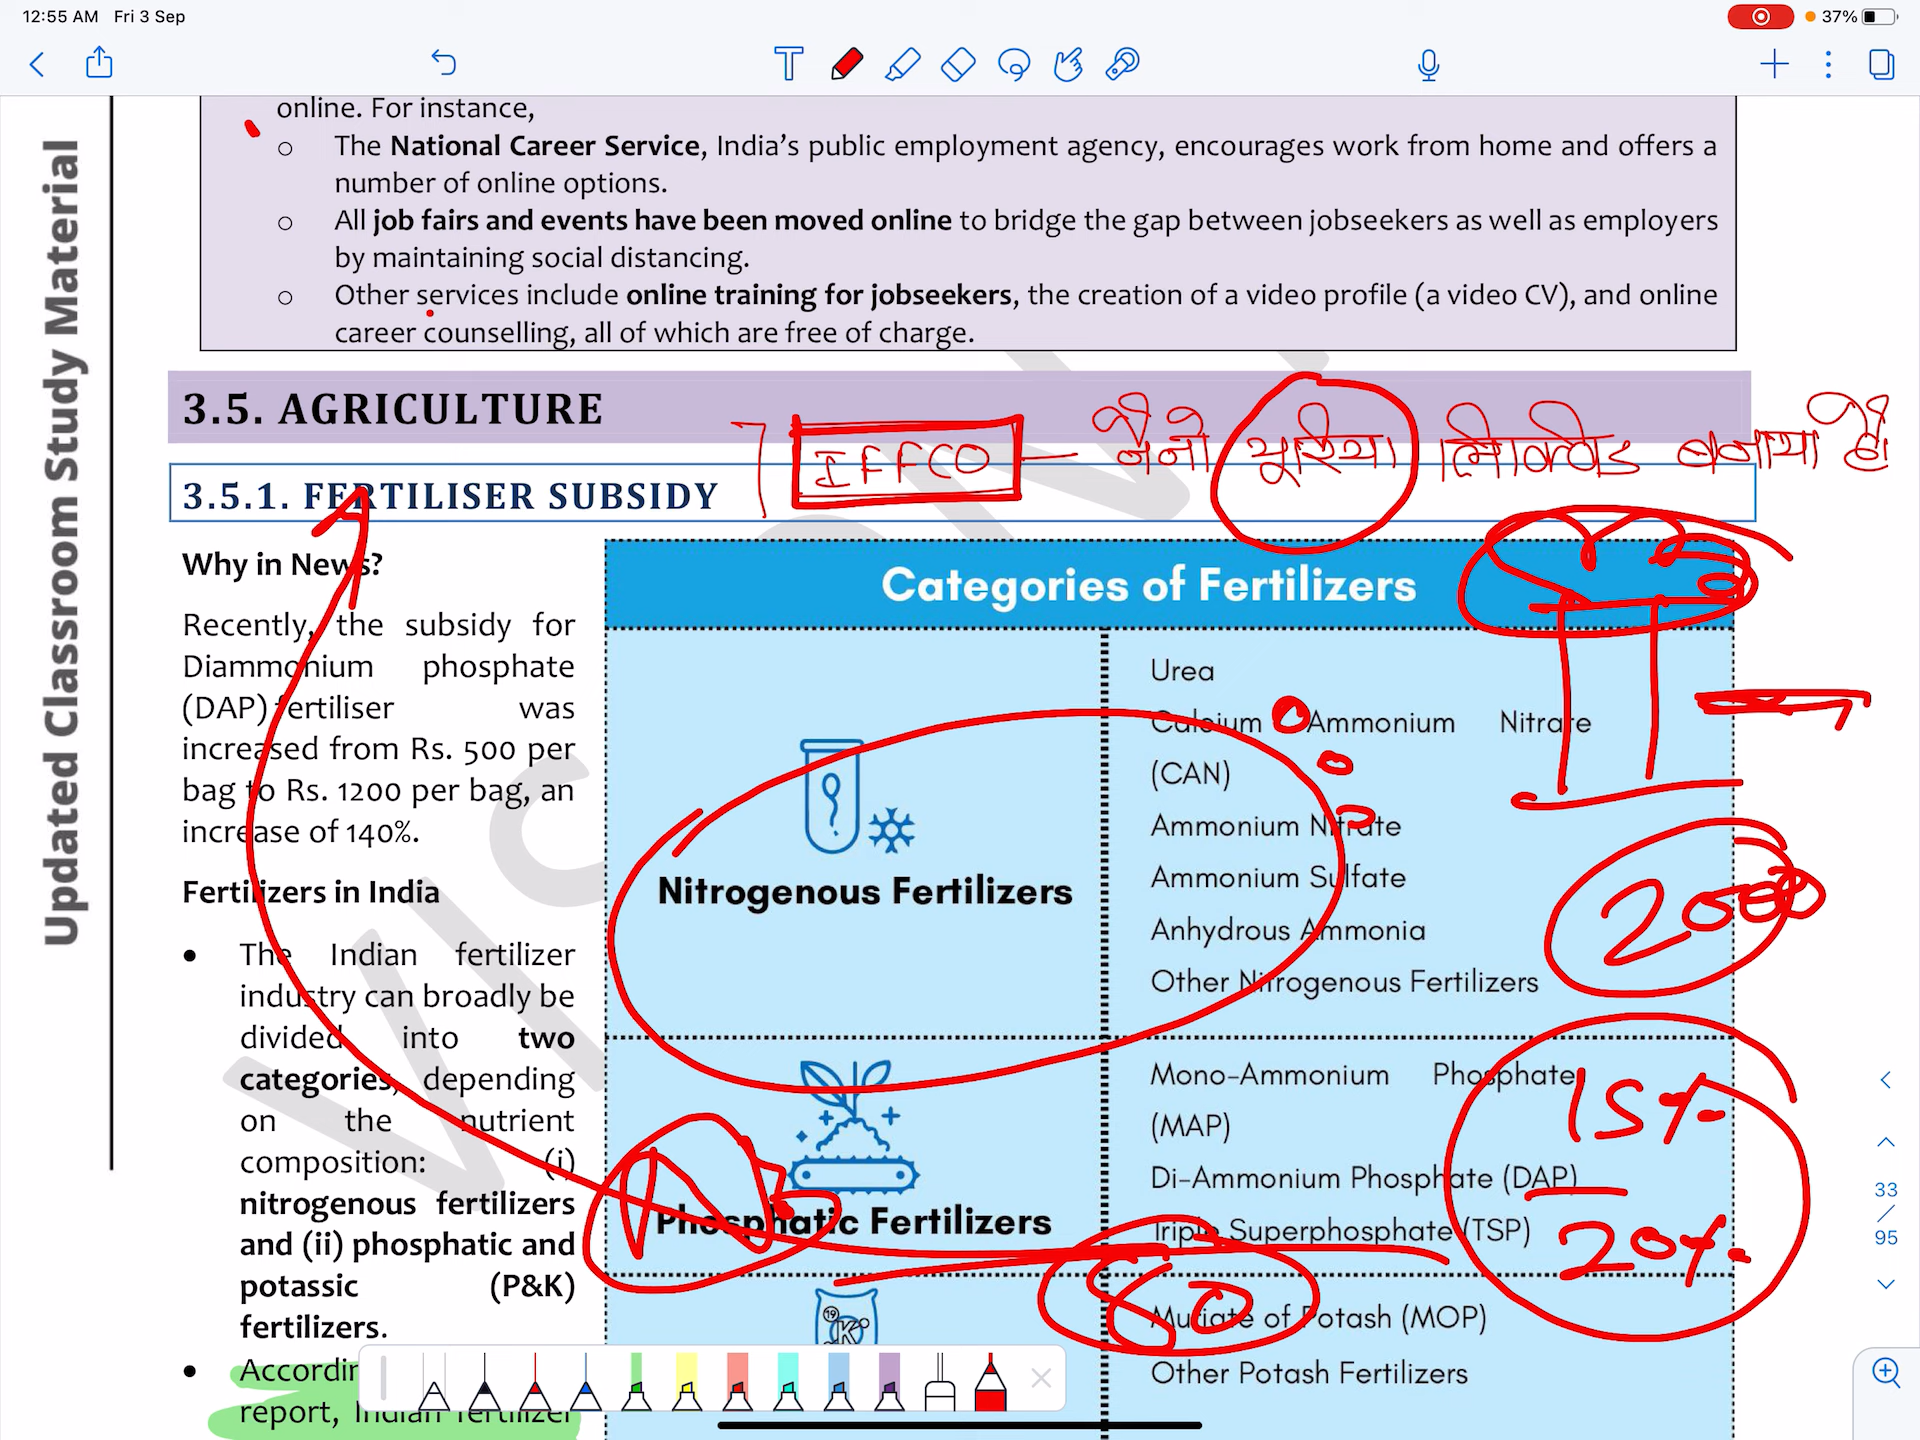 12:55 AM Fri 3 Sep
37%
Updated Classroom Study Material
online. For instance,
o The National Career Service, India's public employment agency, encourages work from home and offers a
number of online options.
o All job fairs and events have been moved online to bridge the gap between jobseekers as well as employers
by maintaining social distancing.
o Other services include online training for jobseekers, the creation of a video profile (a video CV), and online
career counselling, all of which are free of charge.
3.5. AGRICULTURE
IFFCO — नैनो यूरिया लिक्विड बनाया है
3.5.1. FERTILISER SUBSIDY
Why in News?
Recently, the subsidy for
Diammonium phosphate
(DAP) fertiliser was
increased from Rs. 500 per
bag to Rs. 1200 per bag, an
increase of 140%.
Fertilizers in India
• The Indian fertilizer
industry can broadly be
divided into two
categories, depending
on the nutrient
composition: (i)
nitrogenous fertilizers
and (ii) phosphatic and
potassic (P&K)
fertilizers.
• Accordin
report, Indian fertilizer
Categories of Fertilizers
Nitrogenous Fertilizers
Urea
Calcium Ammonium Nitrate
(CAN)
Ammonium Nitrate
Ammonium Sulfate
Anhydrous Ammonia
Other Nitrogenous Fertilizers
2000
Phosphatic Fertilizers
Mono-Ammonium Phosphate
(MAP)
Di-Ammonium Phosphate (DAP)
Triple Superphosphate (TSP)
15%
20%
19
K
Muriate of Potash (MOP)
Other Potash Fertilizers
33
/
95